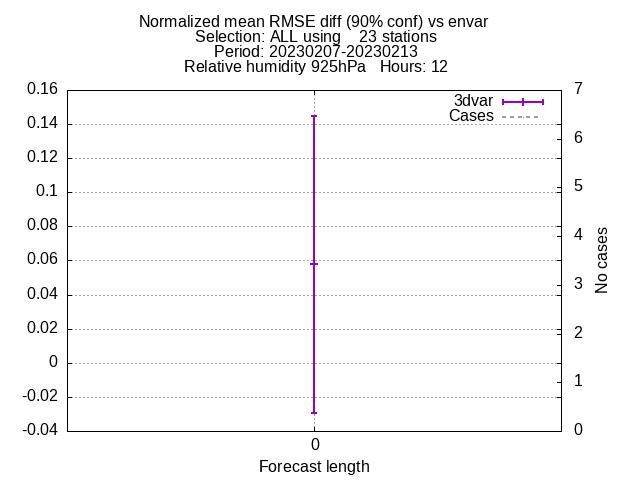 Normalized mean RMSE diff (90% conf) vs envar
Selection: ALL using    23 stations
Period: 20230207-20230213
Relative humidity 925hPa   Hours: 12
3dvar
Cases
0.16
0.14
0.12
0.1
0.08
0.06
0.04
0.02
0
-0.02
-0.04
7
6
5
4
3
2
1
0
No cases
0
Forecast length